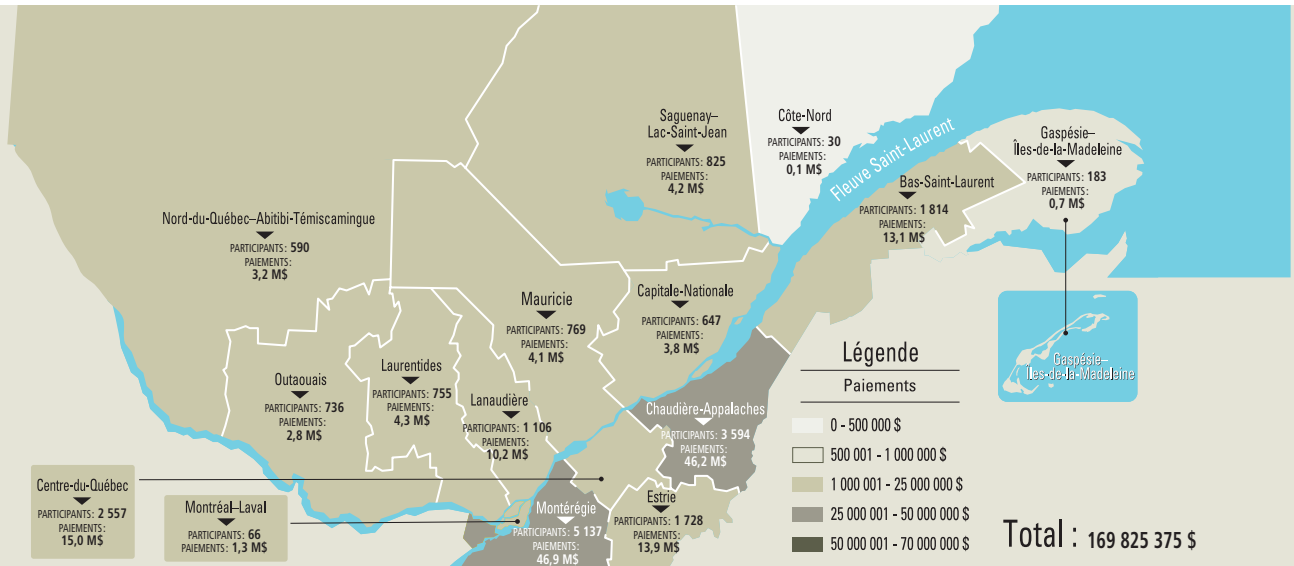 Saguenay–
Lac-Saint-Jean
PARTICIPANTS: 825
PAIEMENTS:
4,2 M$
Côte-Nord
PARTICIPANTS: 30
PAIEMENTS:
0,1 M$
Fleuve Saint-Laurent
Gaspésie–
Îles-de-la-Madeleine
PARTICIPANTS: 183
PAIEMENTS:
0,7 M$
Bas-Saint-Laurent
PARTICIPANTS: 1 814
PAIEMENTS:
13,1 M$
Nord-du-Québec–Abitibi-Témiscamingue
PARTICIPANTS: 590
PAIEMENTS:
3,2 M$
Mauricie
PARTICIPANTS: 769
PAIEMENTS:
4,1 M$
Capitale-Nationale
PARTICIPANTS: 647
PAIEMENTS:
3,8 M$
Outaouais
PARTICIPANTS: 736
PAIEMENTS:
2,8 M$
Laurentides
PARTICIPANTS: 755
PAIEMENTS:
4,3 M$
Lanaudière
PARTICIPANTS: 1 106
PAIEMENTS:
10,2 M$
Chaudière-Appalaches
PARTICIPANTS: 3 594
PAIEMENTS:
46,2 M$
Gaspésie–
Îles-de-la-Madeleine
Centre-du-Québec
PARTICIPANTS: 2 557
PAIEMENTS:
15,0 M$
Montréal–Laval
PARTICIPANTS: 66
PAIEMENTS: 1,3 M$
Montérégie
PARTICIPANTS: 5 137
PAIEMENTS:
46,9 M$
Estrie
PARTICIPANTS: 1 728
PAIEMENTS:
13,9 M$
Légende
Paiements
0 - 500 000 $
500 001 - 1 000 000 $
1 000 001 - 25 000 000 $
25 000 001 - 50 000 000 $
50 000 001 - 70 000 000 $
Total : 169 825 375 $